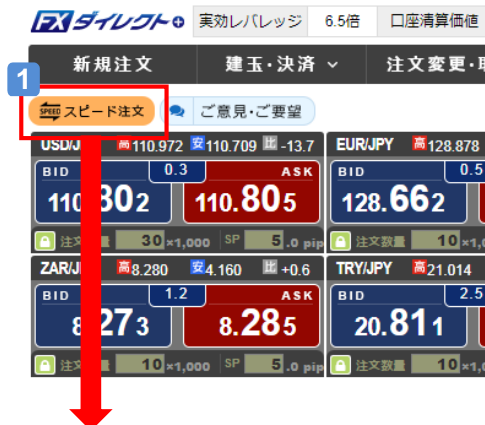 FXダイレクト+ 実効レバレッジ 6.5倍 口座清算価値
新規注文 建玉・決済 注文変更・
1
スピード注文 ご意見・ご要望
USD/J 高110.972 安110.709 比-13.7 EUR/JPY 高128.878
BID 0.3 ASK BID 0.5
110 802 110.805 128.662
注文 量 30 ×1,000 SP 5.0 pip 注文数量 10 ×1,0
ZAR/J 高8.280 安4.160 比+0.6 TRY/JPY 高21.014
BID 1.2 ASK BID 2.5
8 273 8.285 20.811
注文 量 10 ×1,000 SP 5.0 pip 注文数量 10 ×1,0